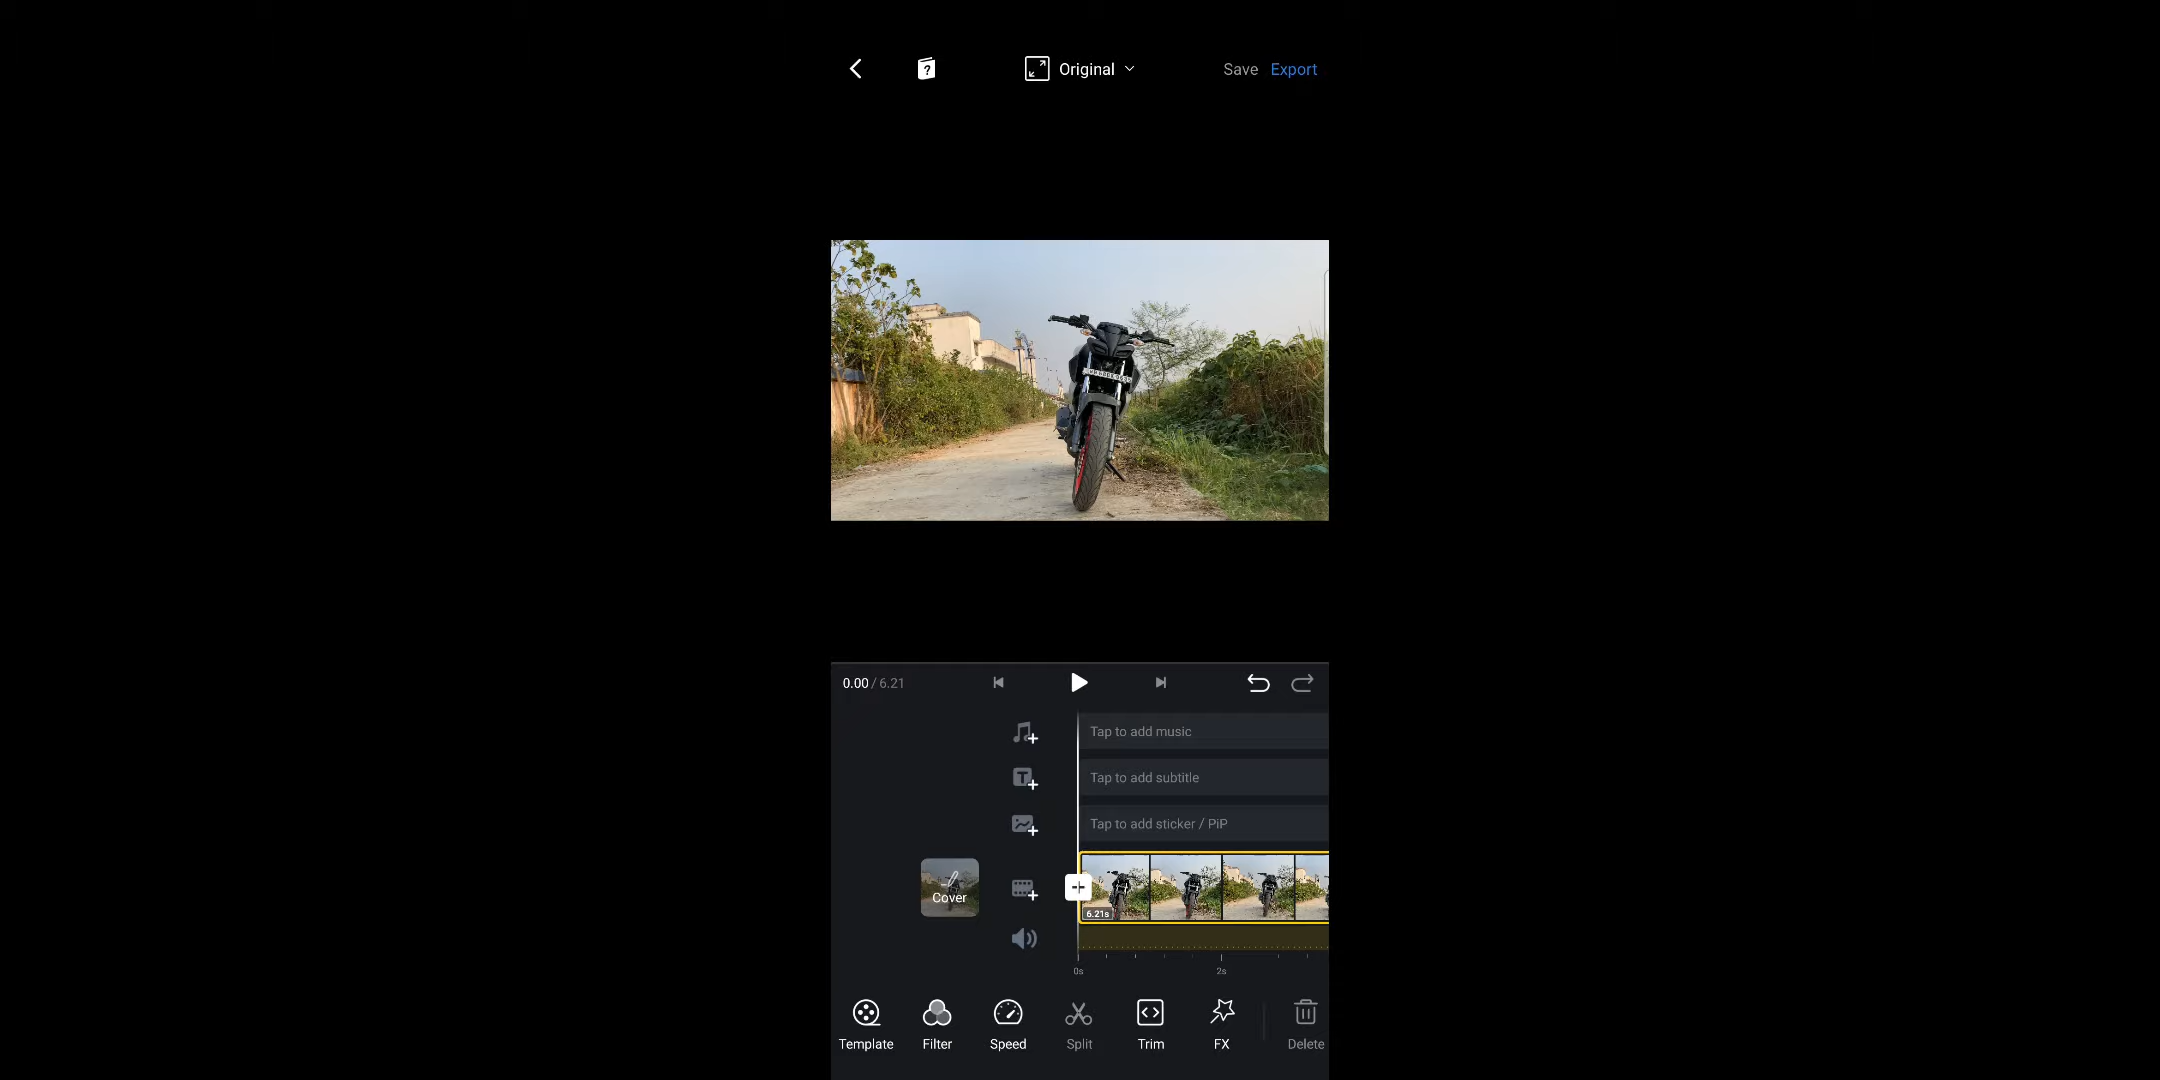 Original
Save Export
0.00 / 6.21
Tap to add music
Tap to add subtitle
Tap to add sticker / PiP
Cover
6.21s
0s 2s
Template Filter Speed Split Trim FX Delete